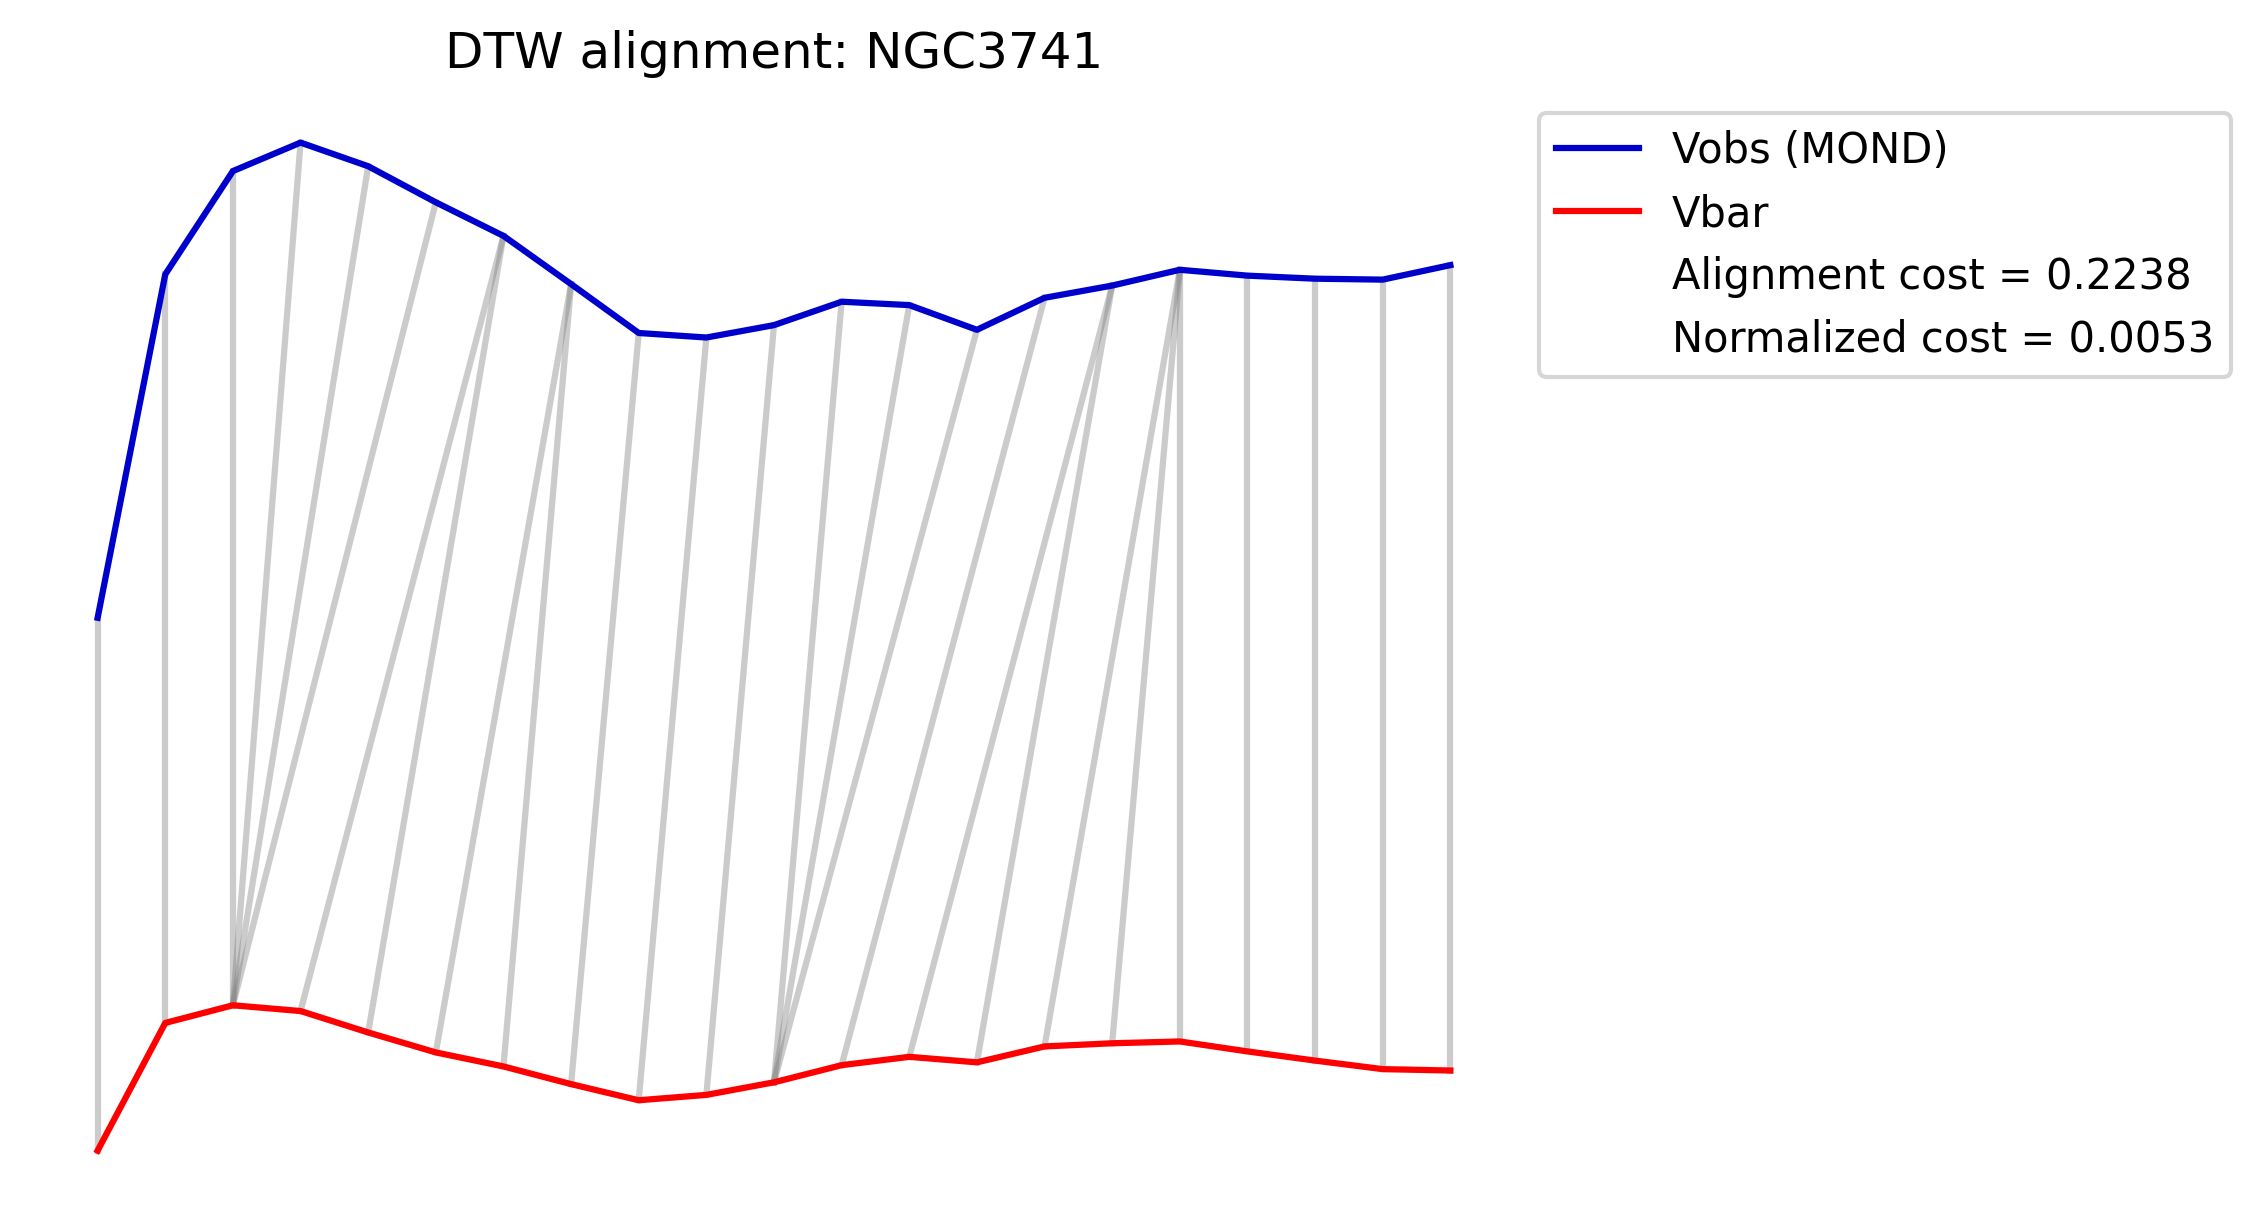 DTW alignment: NGC3741
Vobs (MOND)
Vbar
Alignment cost = 0.2238
Normalized cost = 0.0053